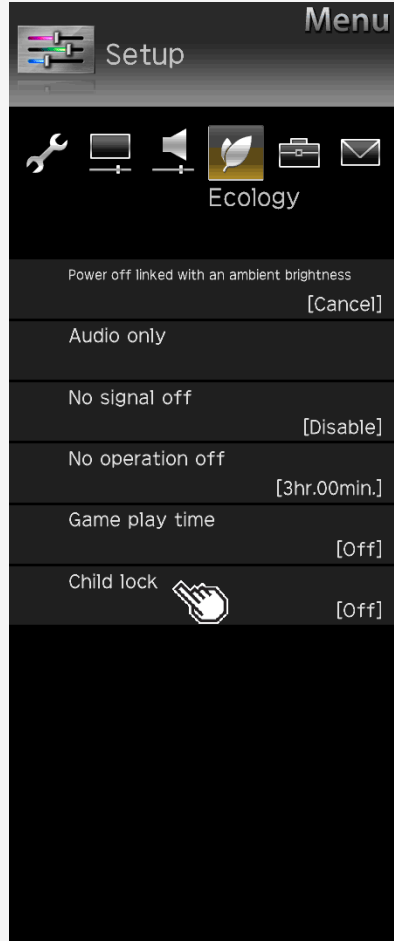 Menu
Setup
Ecology
Power off linked with an ambient brightness
[Cancel]
Audio only
No signal off
[Disable]
No operation off
[3hr.00min.]
Game play time
[Off]
Child lock
[Off]